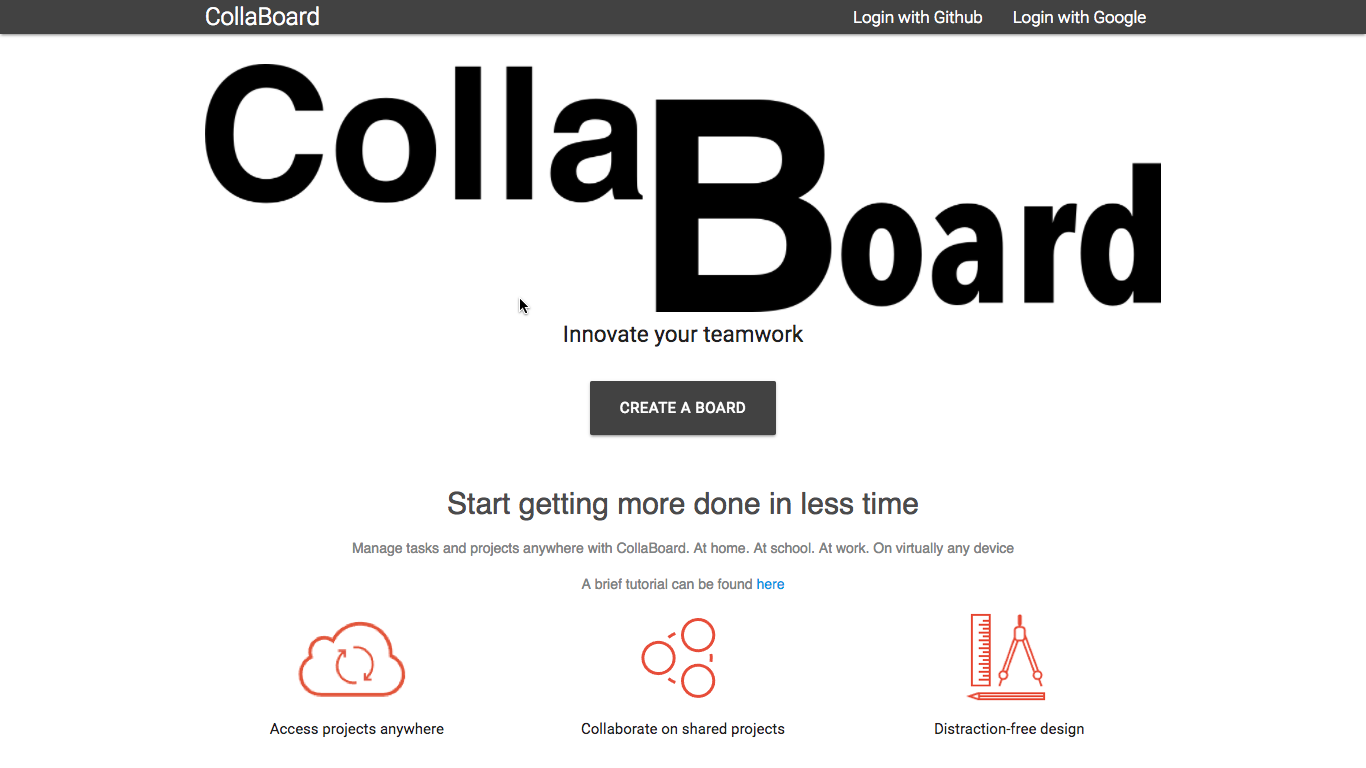 CollaBoard
Login with Github
Login with Google
CollaBoard
Innovate your teamwork
CREATE A BOARD
Start getting more done in less time
Manage tasks and projects anywhere with CollaBoard. At home. At school. At work. On virtually any device
A brief tutorial can be found here
Access projects anywhere
Collaborate on shared projects
Distraction-free design